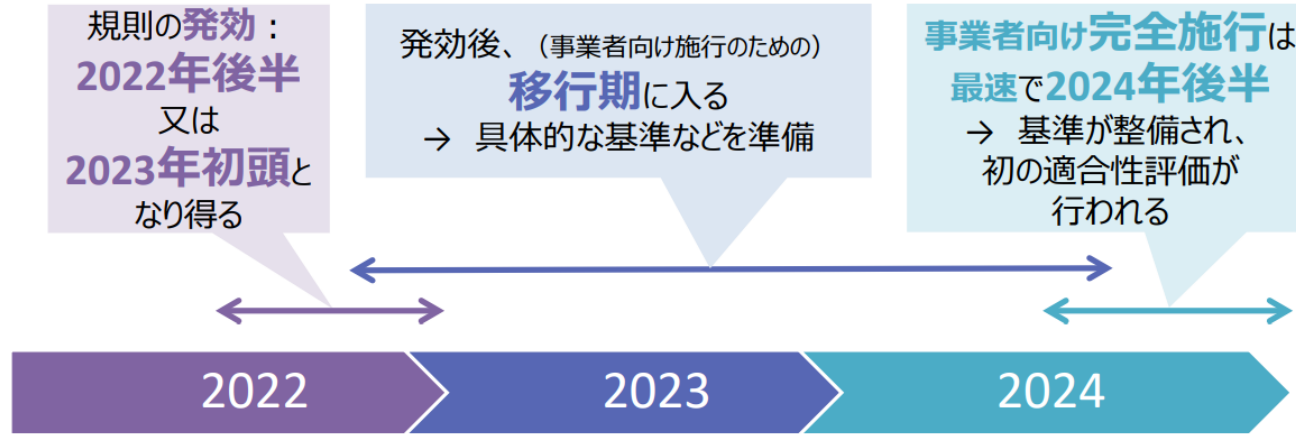 規則の発効：
2022年後半
又は
2023年初頭と
なり得る
発効後、（事業者向け施行のための）
移行期に入る
→ 具体的な基準などを準備
事業者向け完全施行は
最速で2024年後半
→ 基準が整備され、
初の適合性評価が
行われる
2022
2023
2024